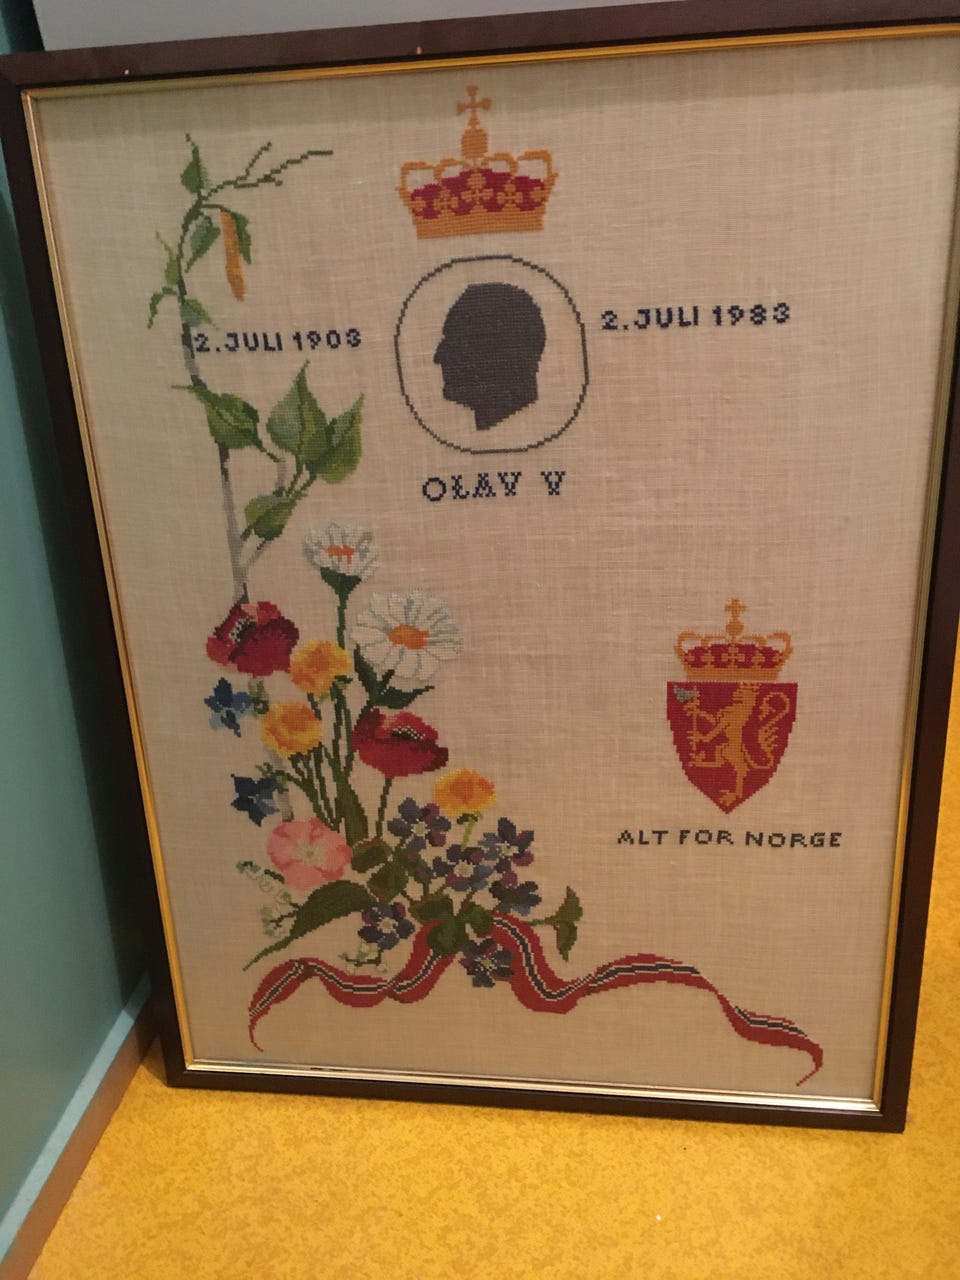 2. JULI 1903
2. JULI 1983
OLAV V
ALT FOR NORGE